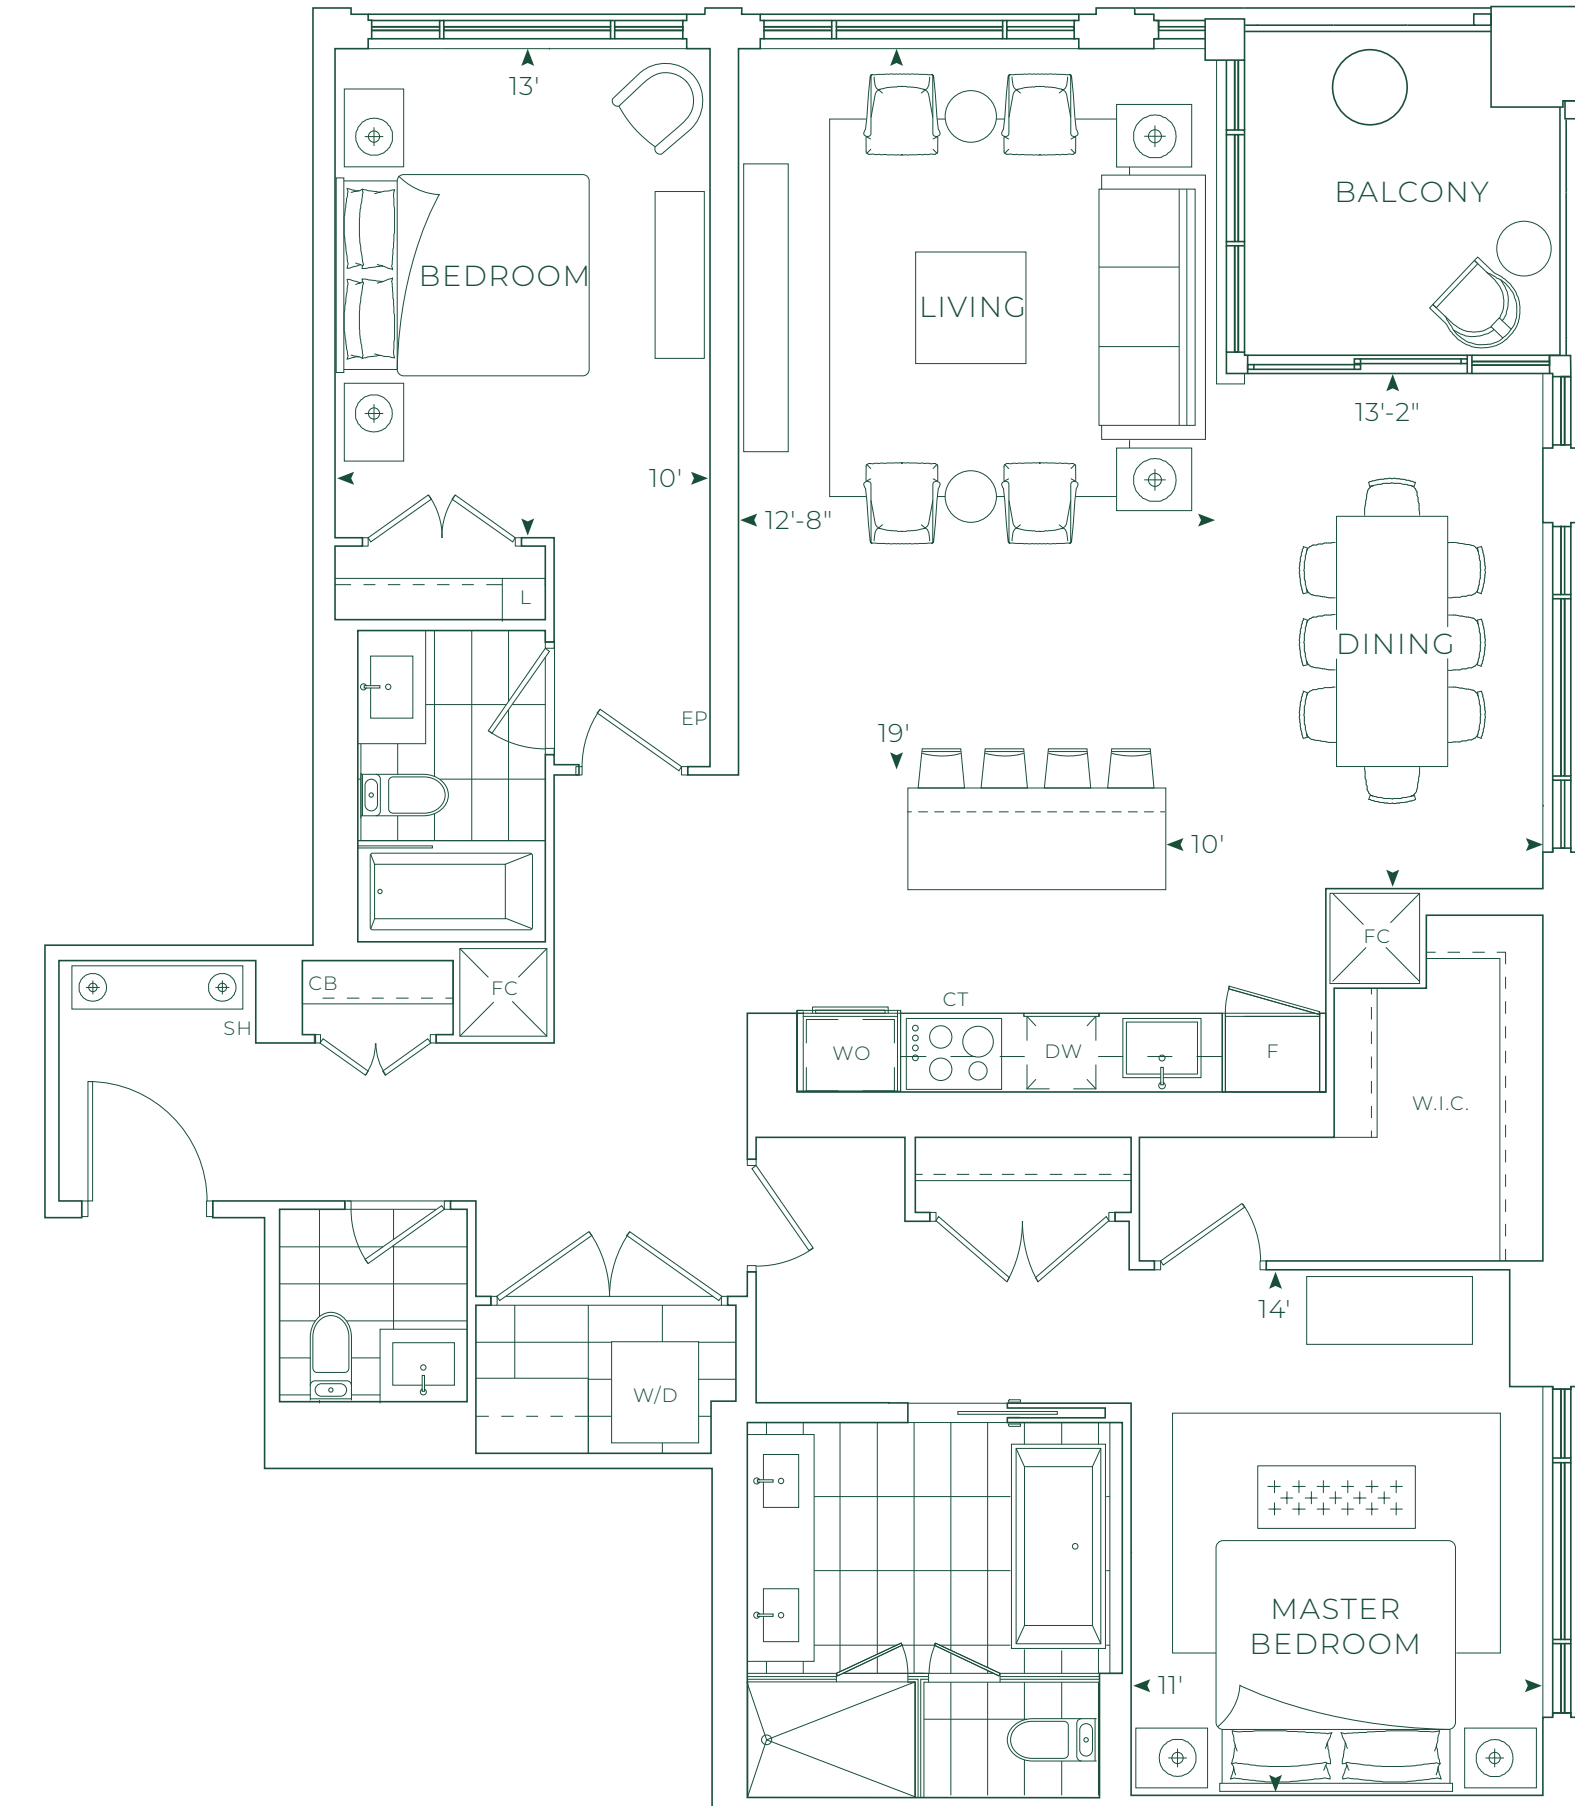 13'
BALCONY
BEDROOM
LIVING
13'-2"
10'
12'-8"
L
DINING
EP
19'
10'
FC
CB
FC
SH
CT
WO
DW
F
W.I.C.
14'
W/D
MASTER
BEDROOM
11'